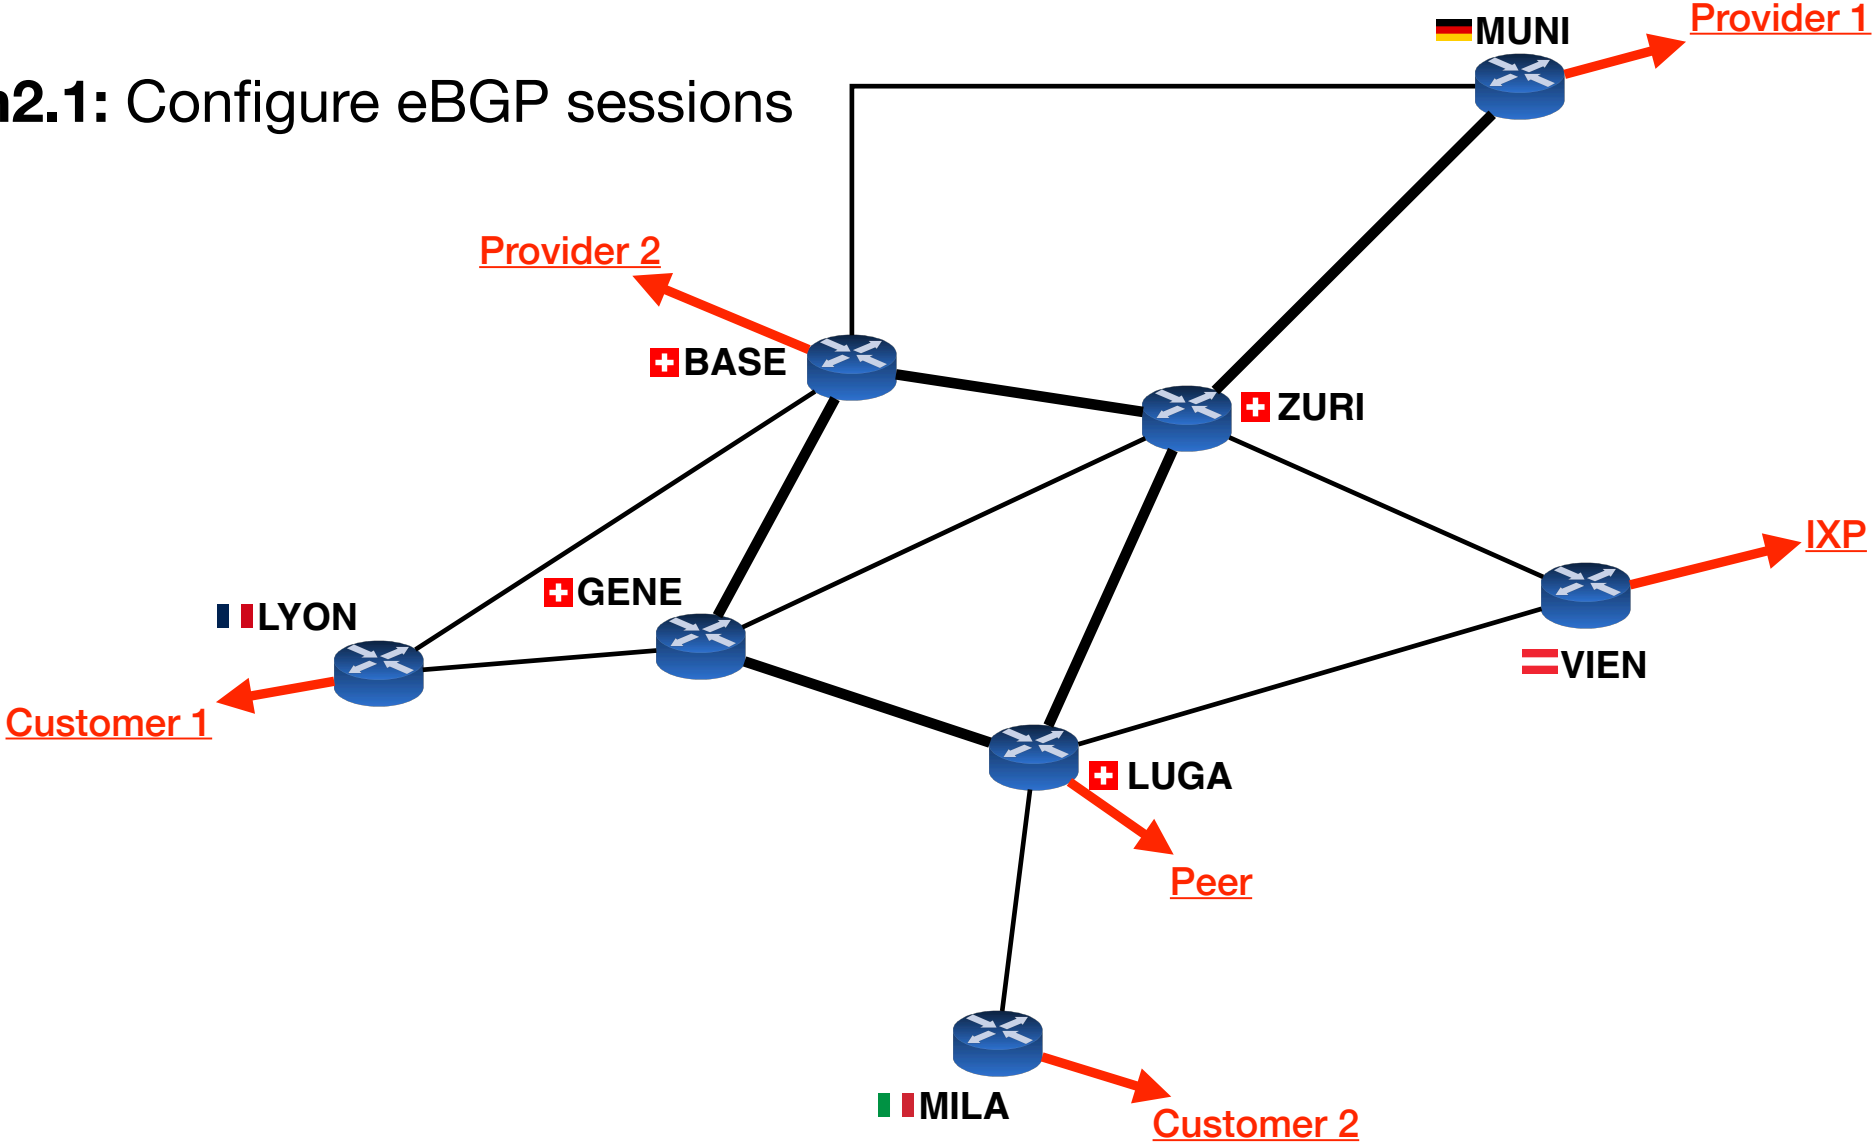 MUNI
Provider 1
2.1: Configure eBGP sessions
Provider 2
BASE
ZURI
IXP
GENE
LYON
VIEN
Customer 1
LUGA
Peer
MILA
Customer 2